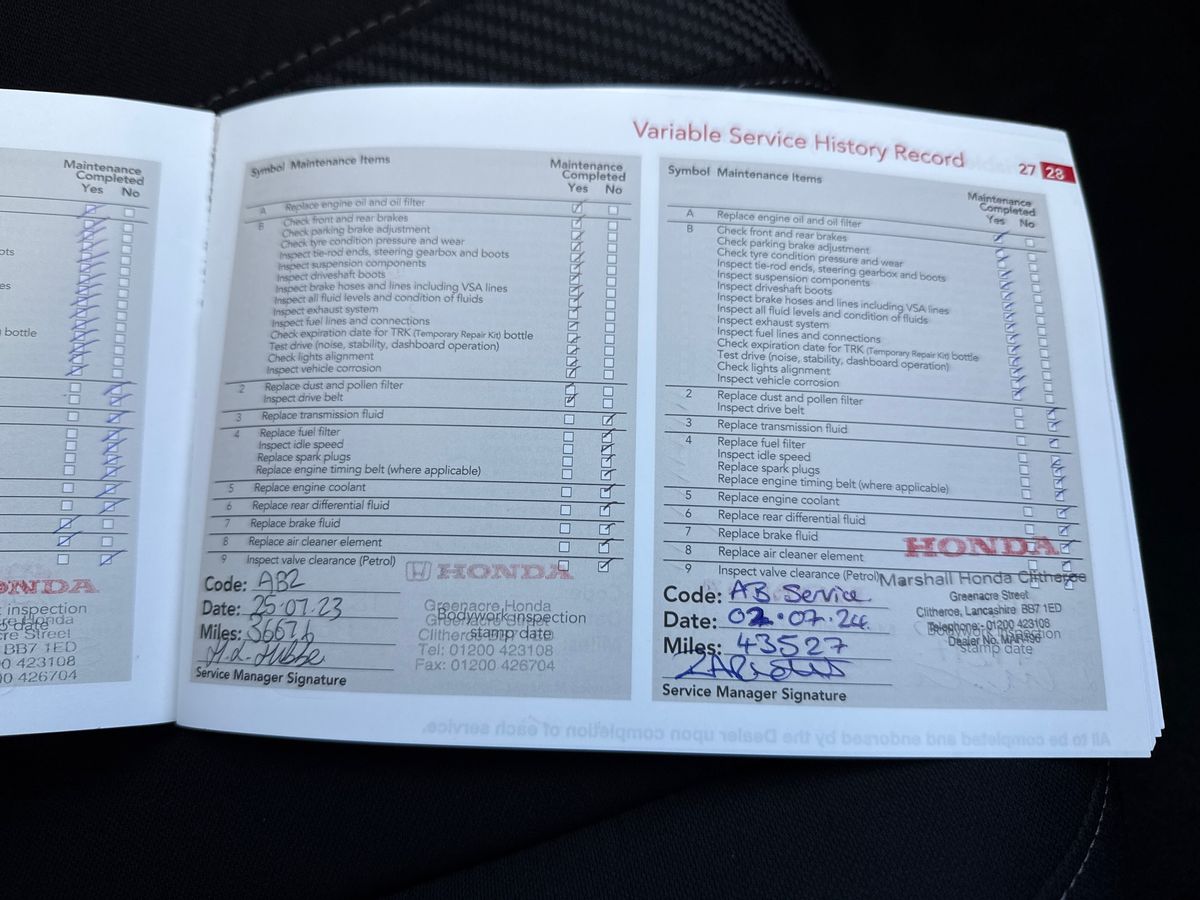 Variable Service History Record
27 28
Maintenance
Completed
Yes No
ots
es
bottle
inspection
date
BB7 1ED
00 423108
00 426704
Symbol Maintenance Items
Maintenance
Completed
Yes No
A Replace engine oil and oil filter
B Check front and rear brakes
Check parking brake adjustment
Check tyre condition pressure and wear
Inspect tie-rod ends, steering gearbox and boots
Inspect suspension components
Inspect driveshaft boots
Inspect brake hoses and lines including VSA lines
Inspect all fluid levels and condition of fluids
Inspect exhaust system
Inspect fuel lines and connections
Check expiration date for TRK (Temporary Repair Kit) bottle
Test drive (noise, stability, dashboard operation)
Check lights alignment
Inspect vehicle corrosion
2 Replace dust and pollen filter
Inspect drive belt
3 Replace transmission fluid
4 Replace fuel filter
Inspect idle speed
Replace spark plugs
Replace engine timing belt (where applicable)
5 Replace engine coolant
6 Replace rear differential fluid
7 Replace brake fluid
8 Replace air cleaner element
9 Inspect valve clearance (Petrol)
HONDA
Code: AB2
Date: 25.07.23
Miles: 36676
Service Manager Signature
Greenacre Honda
Greenacre Street
Bodywork inspection
stamp date
Tel: 01200 423108
Fax: 01200 426704
Symbol Maintenance Items
Maintenance
Completed
Yes No
A Replace engine oil and oil filter
B Check front and rear brakes
Check parking brake adjustment
Check tyre condition pressure and wear
Inspect tie-rod ends, steering gearbox and boots
Inspect suspension components
Inspect driveshaft boots
Inspect brake hoses and lines including VSA lines
Inspect all fluid levels and condition of fluids
Inspect exhaust system
Inspect fuel lines and connections
Check expiration date for TRK (Temporary Repair Kit) bottle
Test drive (noise, stability, dashboard operation)
Check lights alignment
Inspect vehicle corrosion
2 Replace dust and pollen filter
Inspect drive belt
3 Replace transmission fluid
4 Replace fuel filter
Inspect idle speed
Replace spark plugs
Replace engine timing belt (where applicable)
5 Replace engine coolant
6 Replace rear differential fluid
7 Replace brake fluid
8 Replace air cleaner element
9 Inspect valve clearance (Petrol)
HONDA
Marshall Honda Clitheroe
Greenacre Street
Clitheroe, Lancashire BB7 1ED
Telephone:- 01200 423108
Dealer No.
Bodywork inspection
stamp date
Code: AB Service
Date: 02.07.24
Miles: 43527
Service Manager Signature
All to be completed and endorsed by the Dealer upon completion of each service.